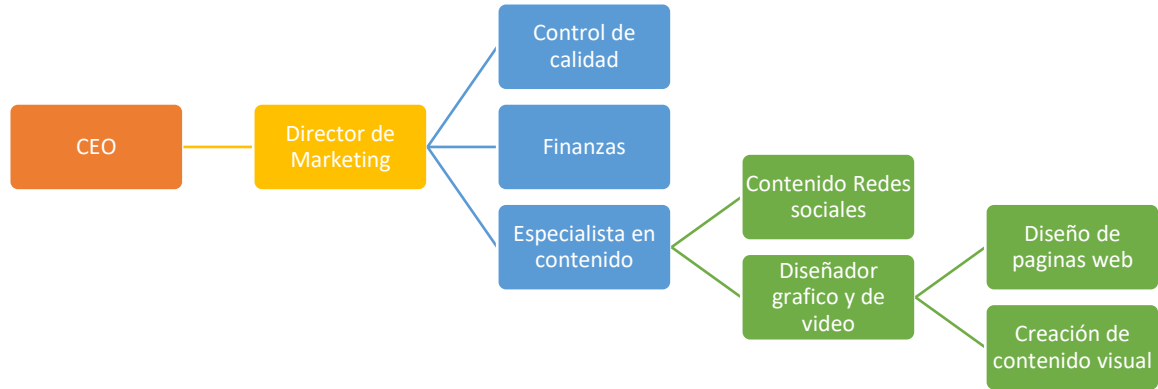 CEO
Director de
Marketing
Control de
calidad
Finanzas
Especialista en
contenido
Contenido Redes
sociales
Diseñador
grafico y de
video
Diseño de
paginas web
Creación de
contenido visual